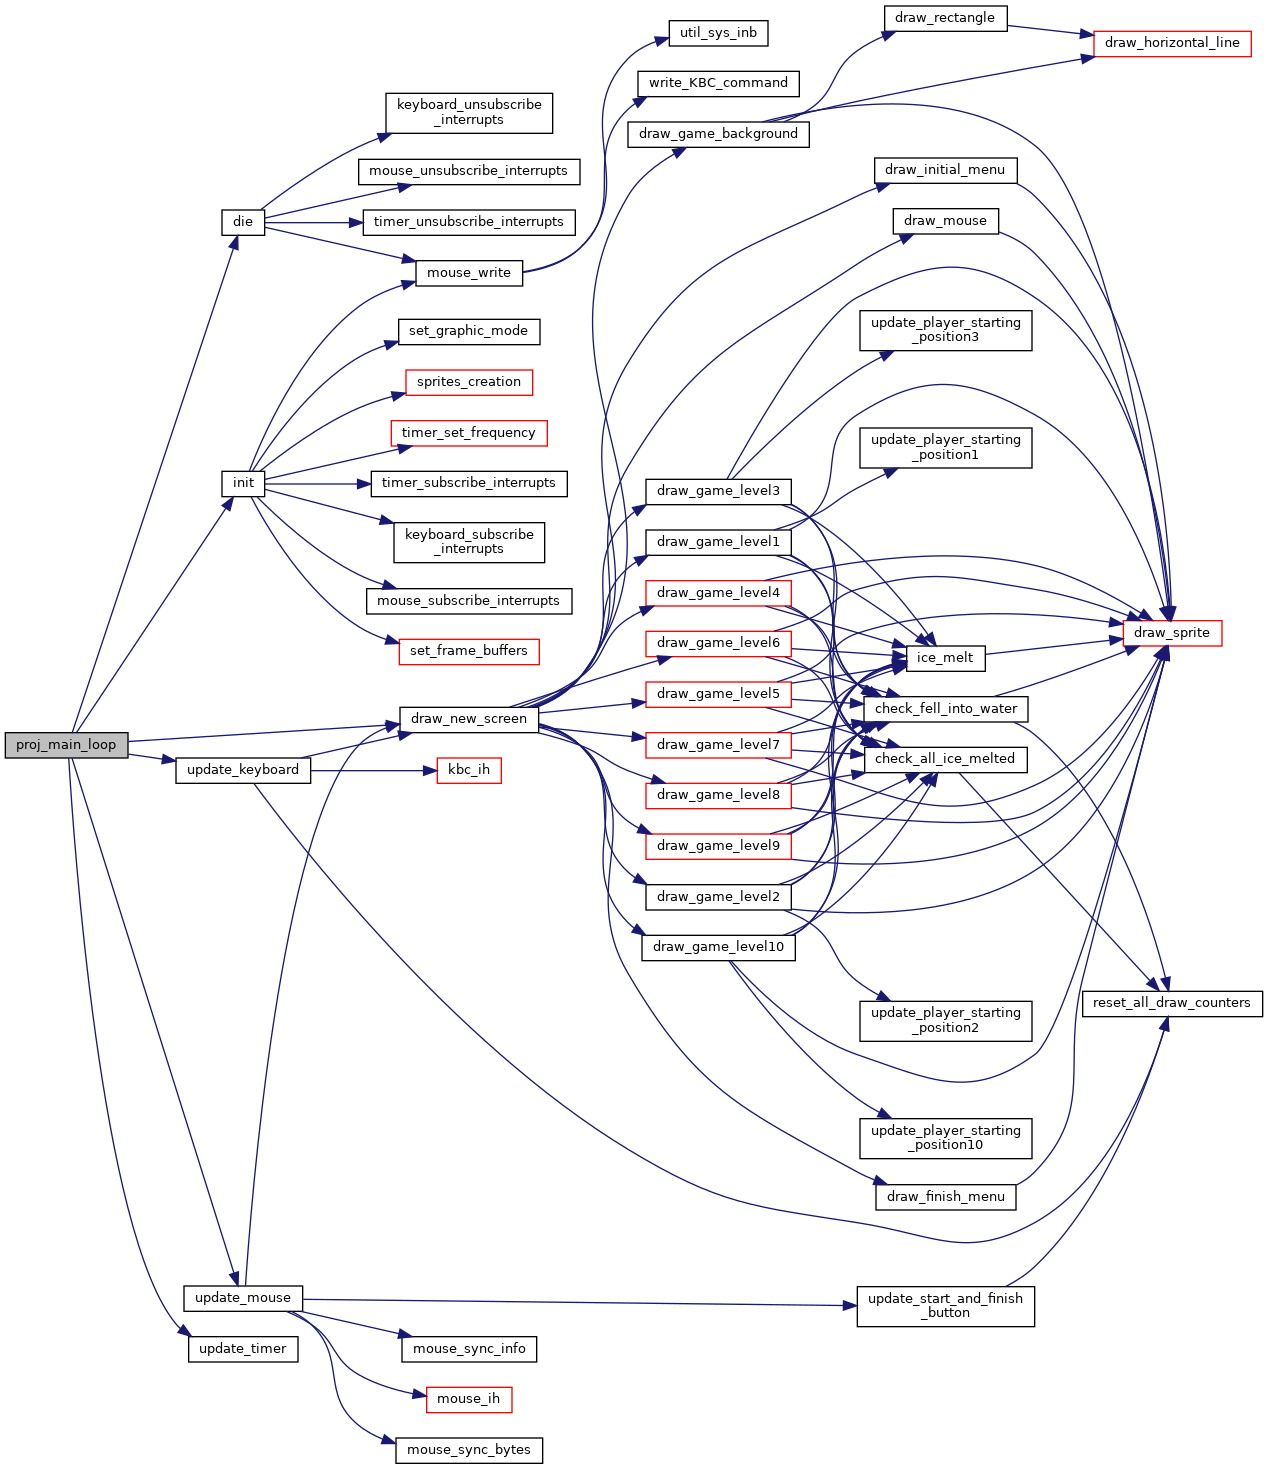 proj_main_loop
die
keyboard_unsubscribe
_interrupts
mouse_unsubscribe_interrupts
timer_unsubscribe_interrupts
mouse_write
init
set_graphic_mode
sprites_creation
timer_set_frequency
timer_subscribe_interrupts
keyboard_subscribe
_interrupts
mouse_subscribe_interrupts
set_frame_buffers
draw_new_screen
update_keyboard
kbc_ih
update_mouse
update_timer
mouse_sync_info
mouse_ih
mouse_sync_bytes
util_sys_inb
write_KBC_command
draw_game_background
draw_game_level3
draw_game_level1
draw_game_level4
draw_game_level6
draw_game_level5
draw_game_level7
draw_game_level8
draw_game_level9
draw_game_level2
draw_game_level10
draw_rectangle
draw_horizontal_line
draw_initial_menu
draw_mouse
update_player_starting
_position3
update_player_starting
_position1
draw_sprite
ice_melt
check_fell_into_water
check_all_ice_melted
reset_all_draw_counters
update_player_starting
_position2
update_player_starting
_position10
draw_finish_menu
update_start_and_finish
_button